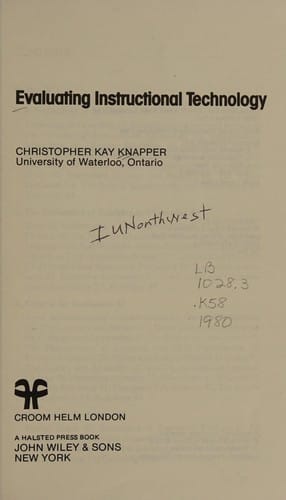 Evaluating Instructional Technology
CHRISTOPHER KAY KNAPPER
University of Waterloo, Ontario
IUNorthwest
LB
1028.3
.K58
1980
CROOM HELM LONDON
A HALSTED PRESS BOOK
JOHN WILEY & SONS
NEW YORK